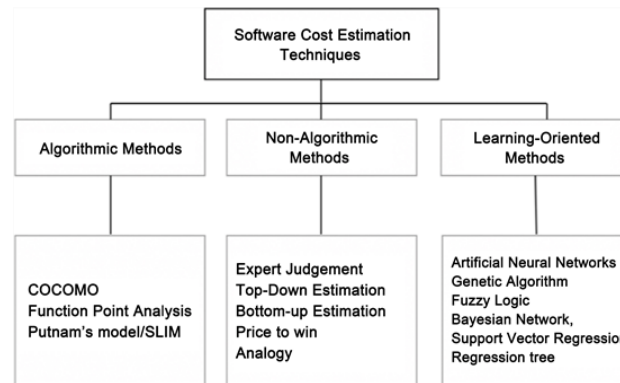 Software Cost Estimation
Techniques
Algorithmic Methods
Non-Algorithmic
Methods
Learning-Oriented
Methods
COCOMO
Function Point Analysis
Putnam's model/SLIM
Expert Judgement
Top-Down Estimation
Bottom-up Estimation
Price to win
Analogy
Artificial Neural Networks
Genetic Algorithm
Fuzzy Logic
Bayesian Network,
Support Vector Regression
Regression tree